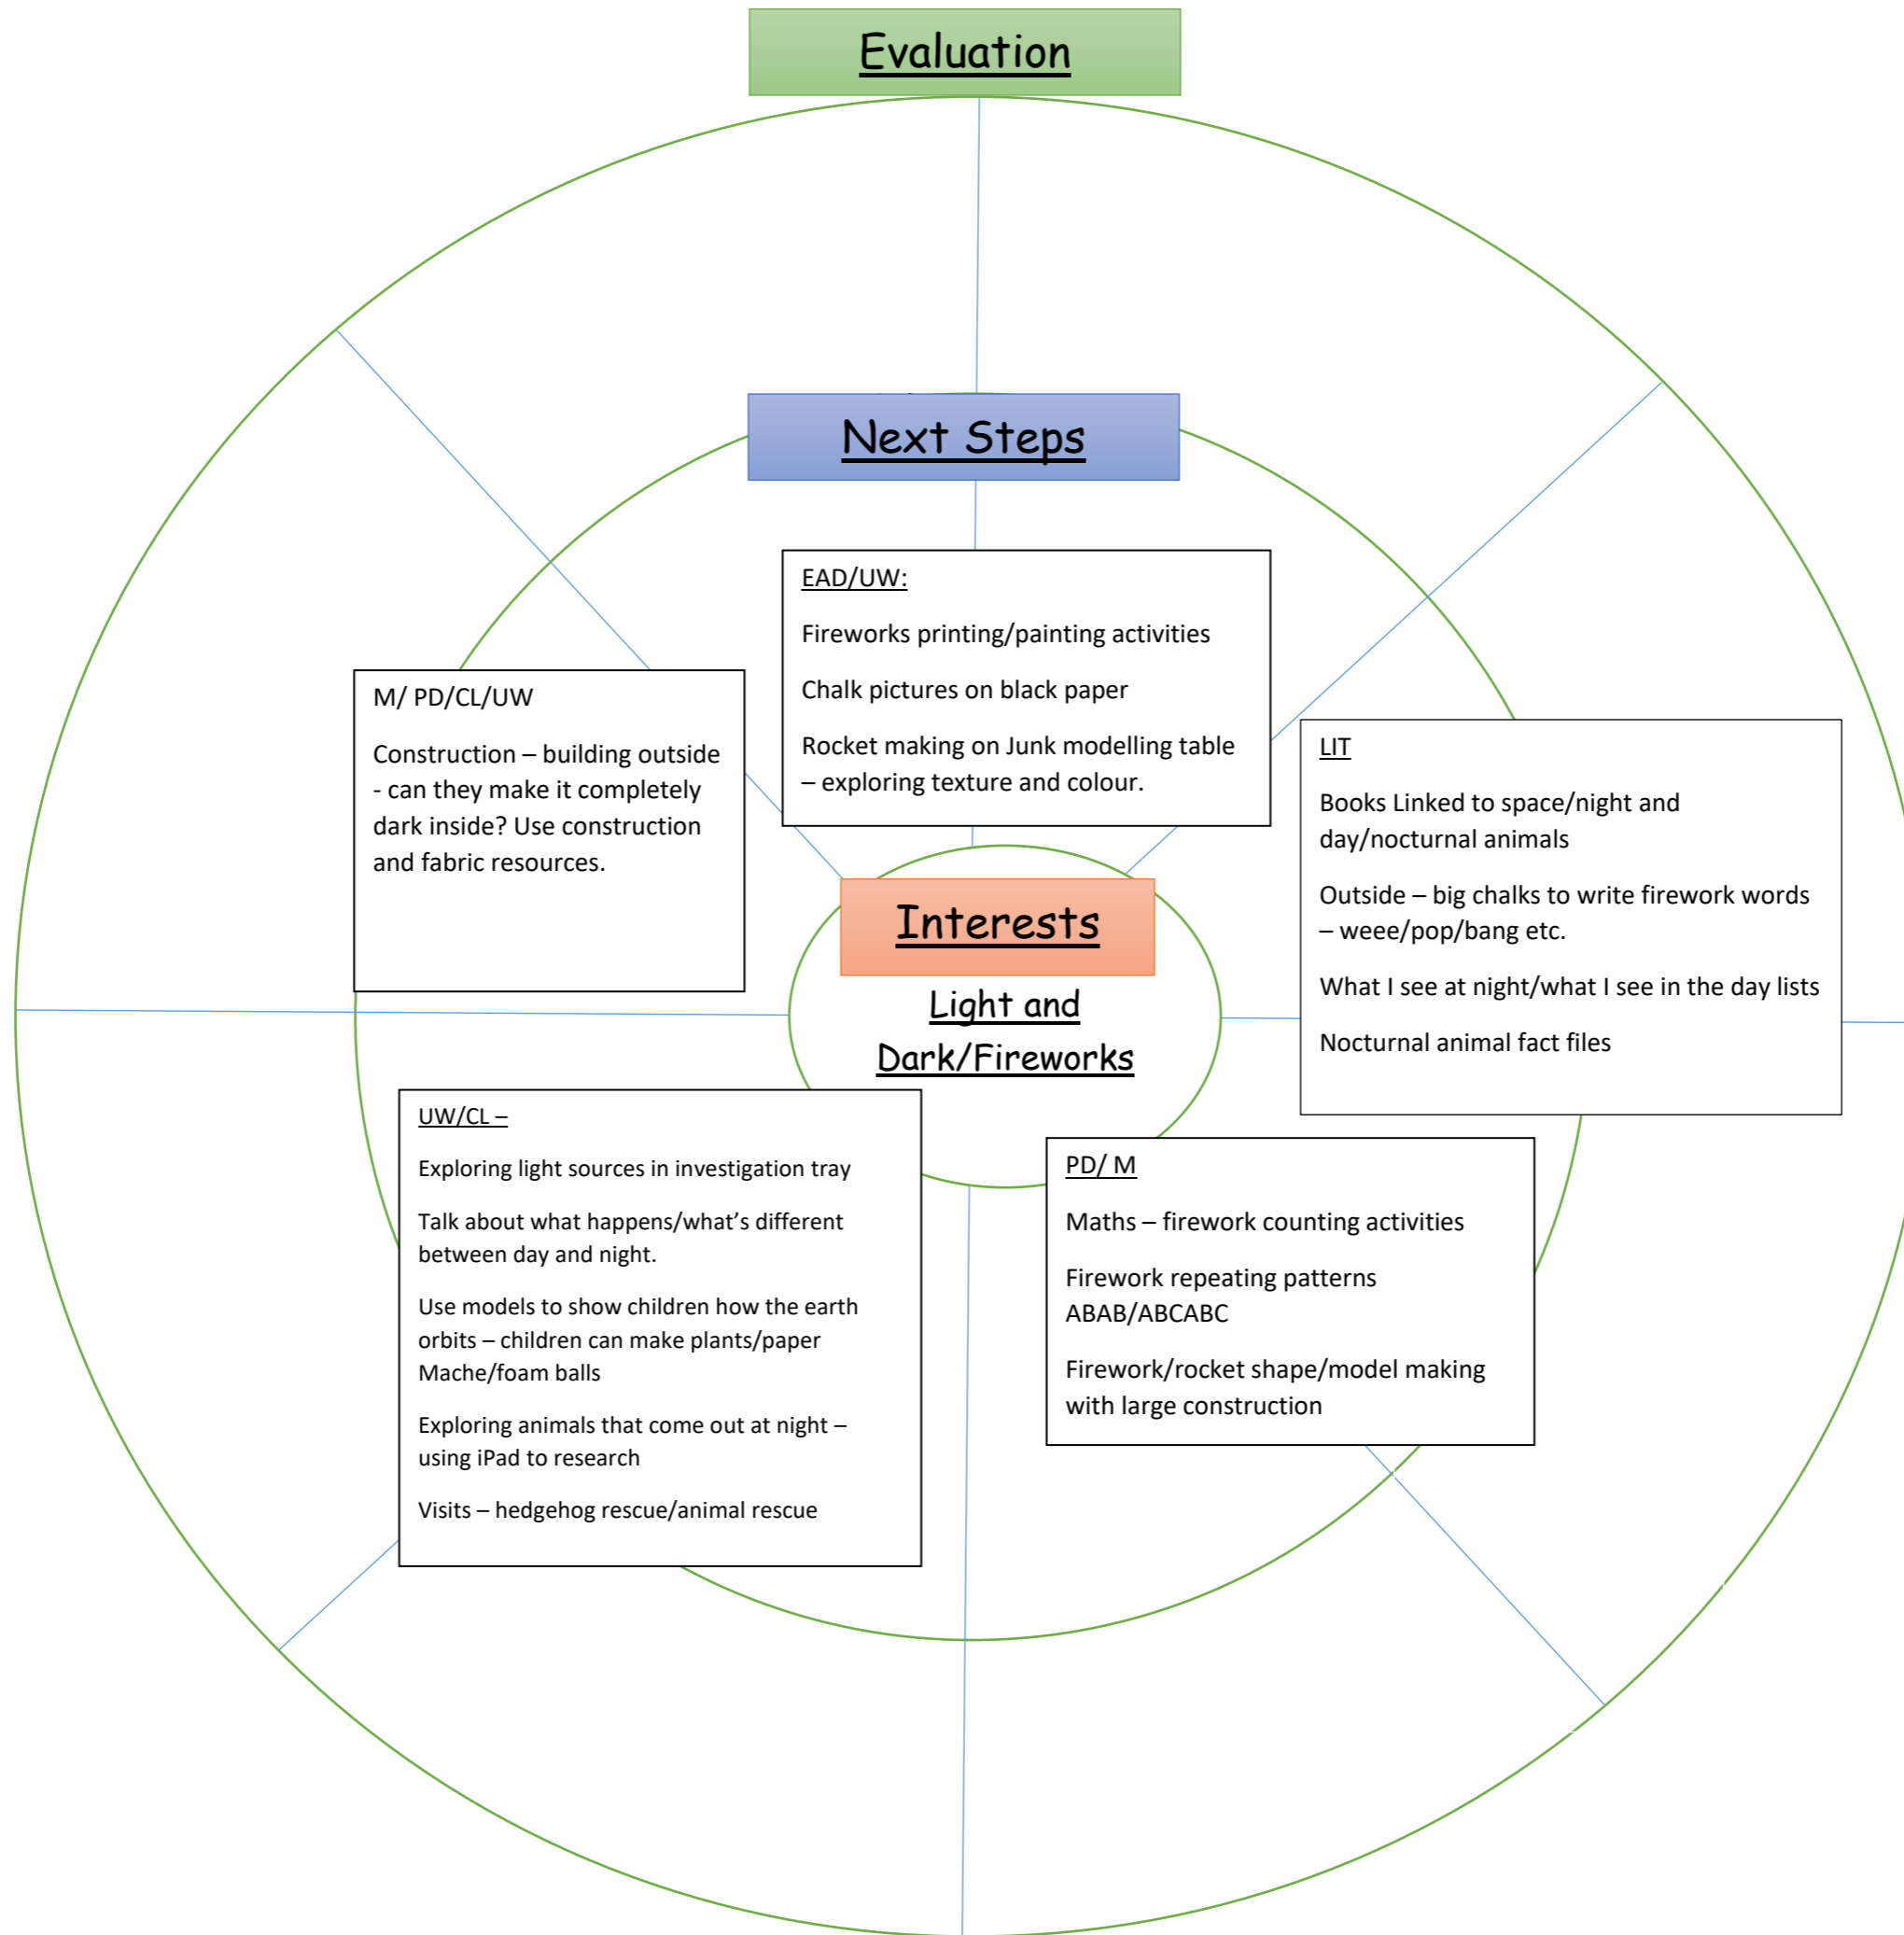 Evaluation
Next Steps
EAD/UW:
Fireworks printing/painting activities
Chalk pictures on black paper
Rocket making on Junk modelling table
– exploring texture and colour.
M/ PD/CL/UW
Construction – building outside
- can they make it completely
dark inside? Use construction
and fabric resources.
LIT
Books Linked to space/night and
day/nocturnal animals
Outside – big chalks to write firework words
– weee/pop/bang etc.
What I see at night/what I see in the day lists
Nocturnal animal fact files
Interests
Light and
Dark/Fireworks
UW/CL –
Exploring light sources in investigation tray
Talk about what happens/what’s different
between day and night.
Use models to show children how the earth
orbits – children can make plants/paper
Mache/foam balls
Exploring animals that come out at night –
using iPad to research
Visits – hedgehog rescue/animal rescue
PD/ M
Maths – firework counting activities
Firework repeating patterns
ABAB/ABCABC
Firework/rocket shape/model making
with large construction